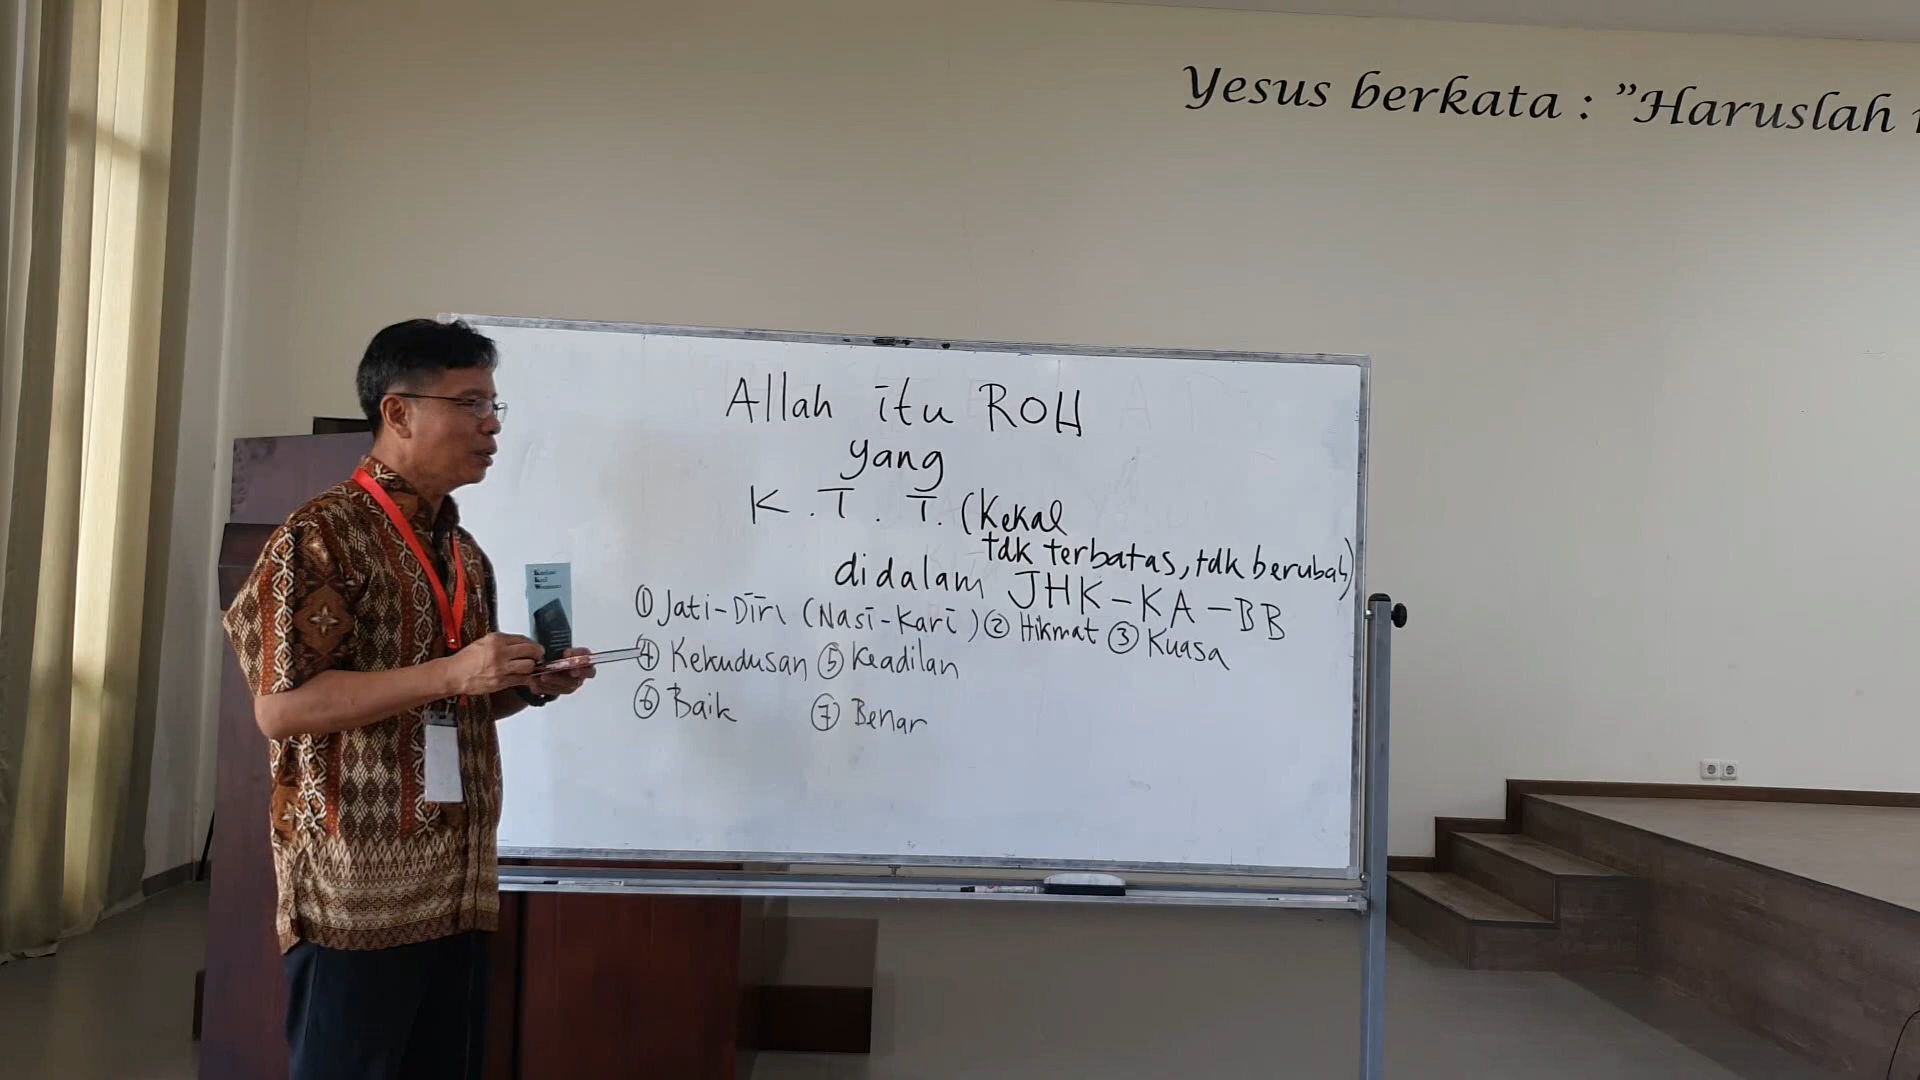 Yesus berkata : "Haruslah
Allah itu ROH
yang
K . T . T. (Kekal
tdk terbatas, tdk berubah)
didalam JHK-KA-BB
① Jati-Diri (Nasi-Kari) ② Hikmat ③ Kuasa
④ Kekudusan ⑤ Keadilan
⑥ Baik ⑦ Benar